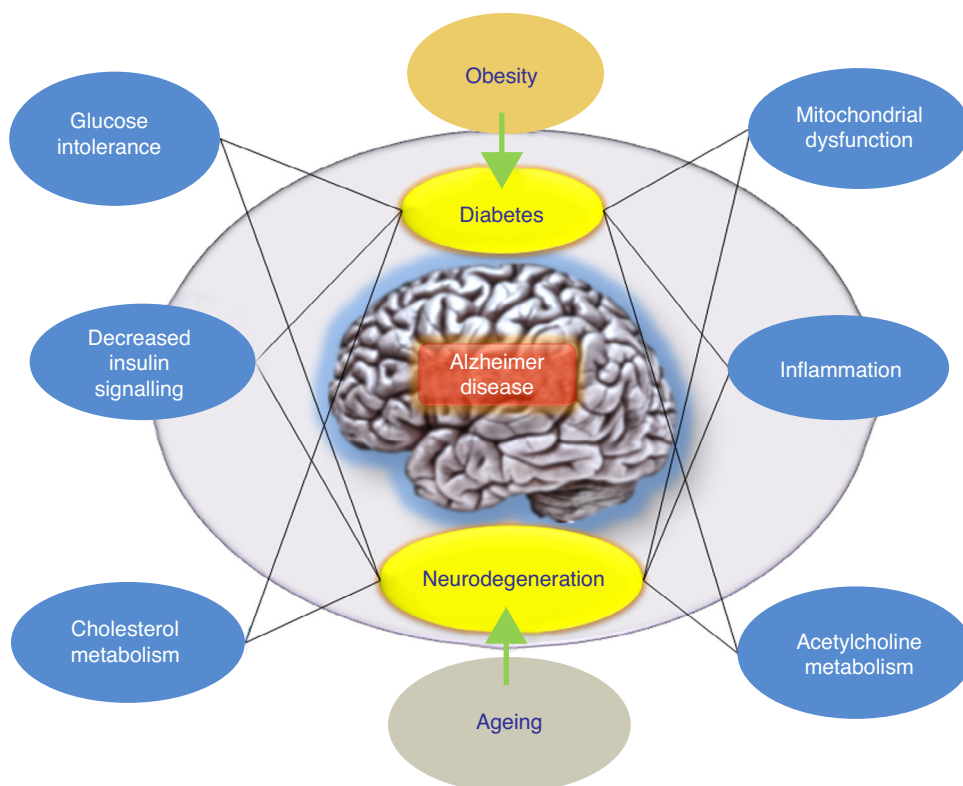 Obesity
Glucose
intolerance
Mitochondrial
dysfunction
Diabetes
Decreased
insulin
signalling
Alzheimer
disease
Inflammation
Neurodegeneration
Cholesterol
metabolism
Acetylcholine
metabolism
Ageing